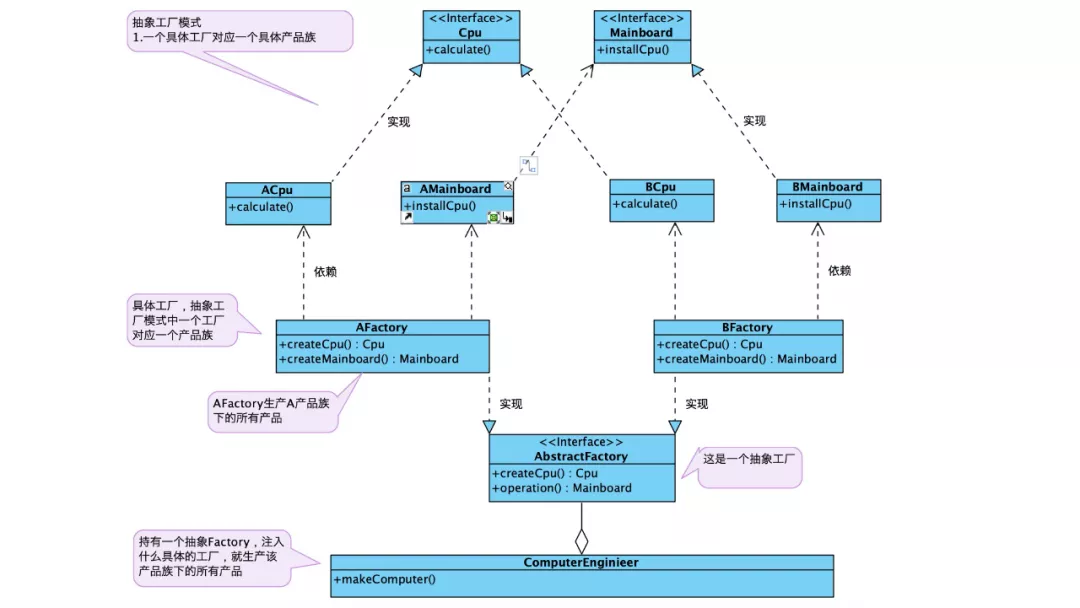 抽象工厂模式
1.一个具体工厂对应一个具体产品族
<<Interface>>
Cpu
+calculate()
<<Interface>>
Mainboard
+installCpu()
实现
实现
ACpu
+calculate()
a
AMainboard
+installCpu()
BCpu
+calculate()
BMainboard
+installCpu()
依赖
依赖
具体工厂，抽象工
厂模式中一个工厂
对应一个产品族
AFactory
+createCpu() : Cpu
+createMainboard() : Mainboard
BFactory
+createCpu() : Cpu
+createMainboard() : Mainboard
AFactory生产A产品族
下的所有产品
实现
实现
<<Interface>>
AbstractFactory
+createCpu() : Cpu
+operation() : Mainboard
这是一个抽象工厂
持有一个抽象Factory，注入
什么具体的工厂，就生产该
产品族下的所有产品
ComputerEnginieer
+makeComputer()